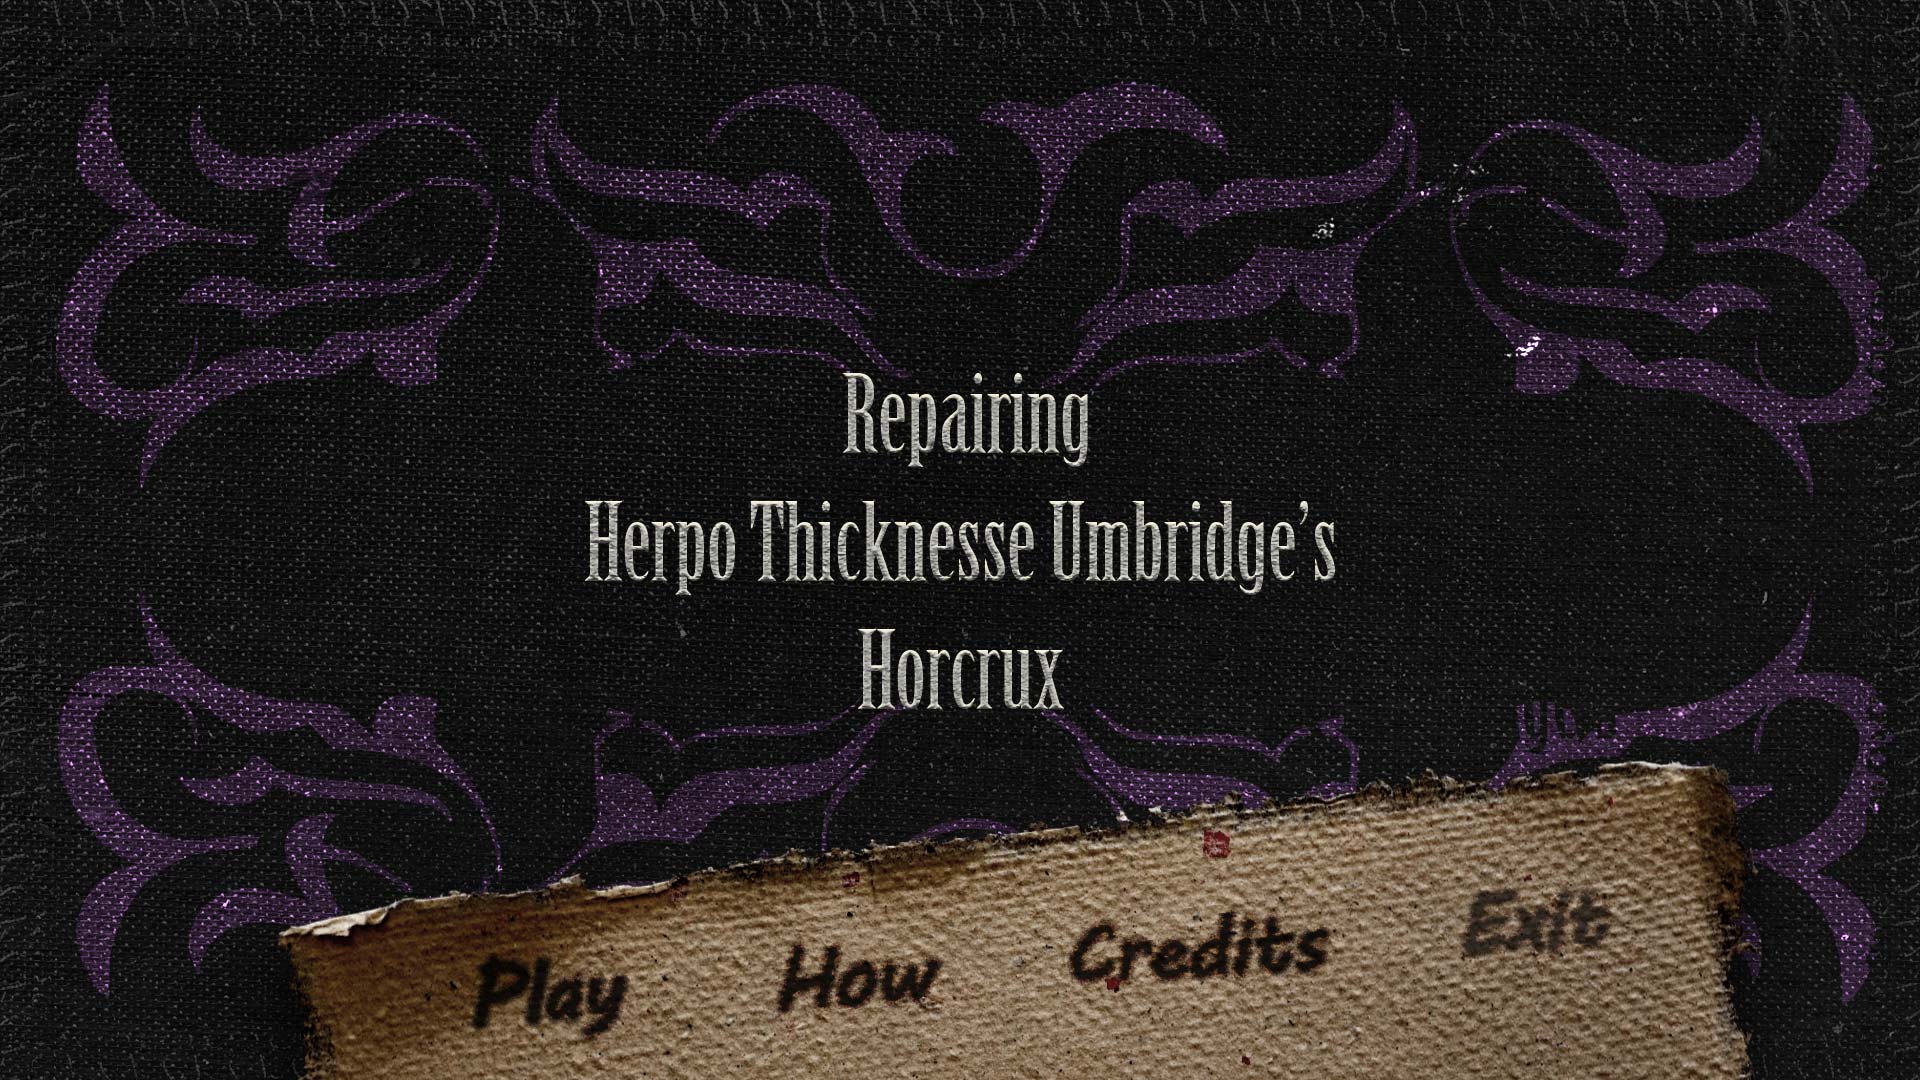 Repairing
Herpo Thicknesse Umbridge’s
Horcrux
Play How Credits Exit